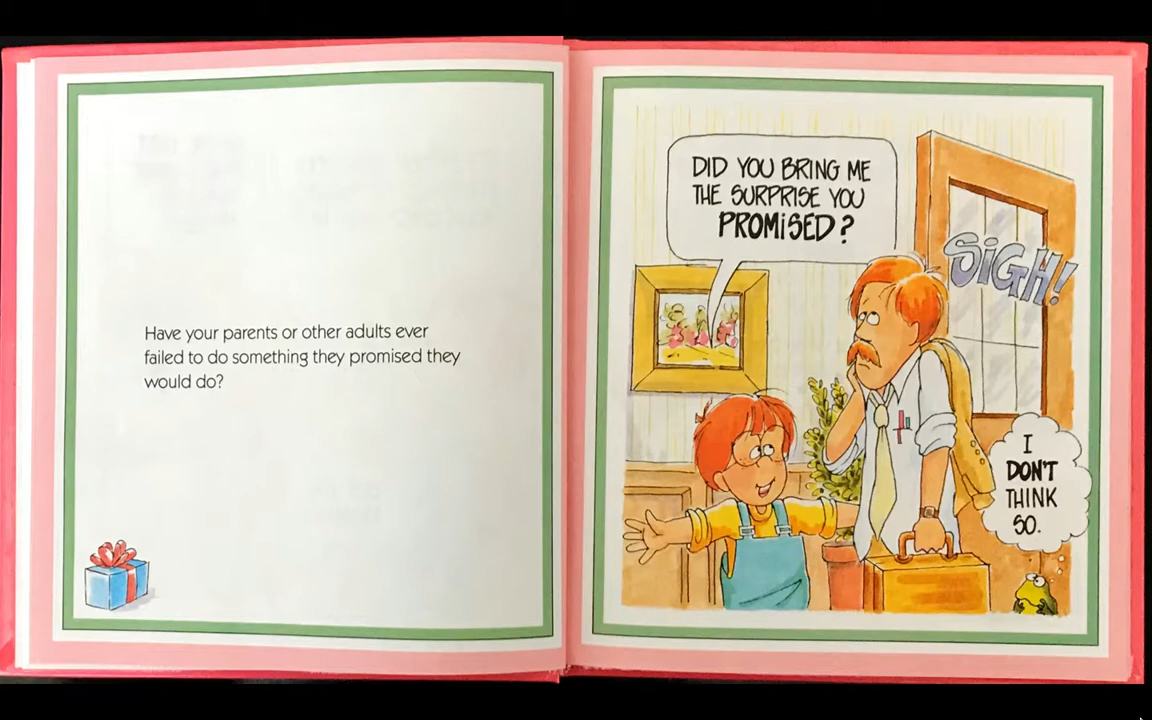 Have your parents or other adults ever
failed to do something they promised they
would do?
DID YOU BRING ME
THE SURPRISE YOU
PROMISED?
SIGH!
I
DON'T
THINK
SO.